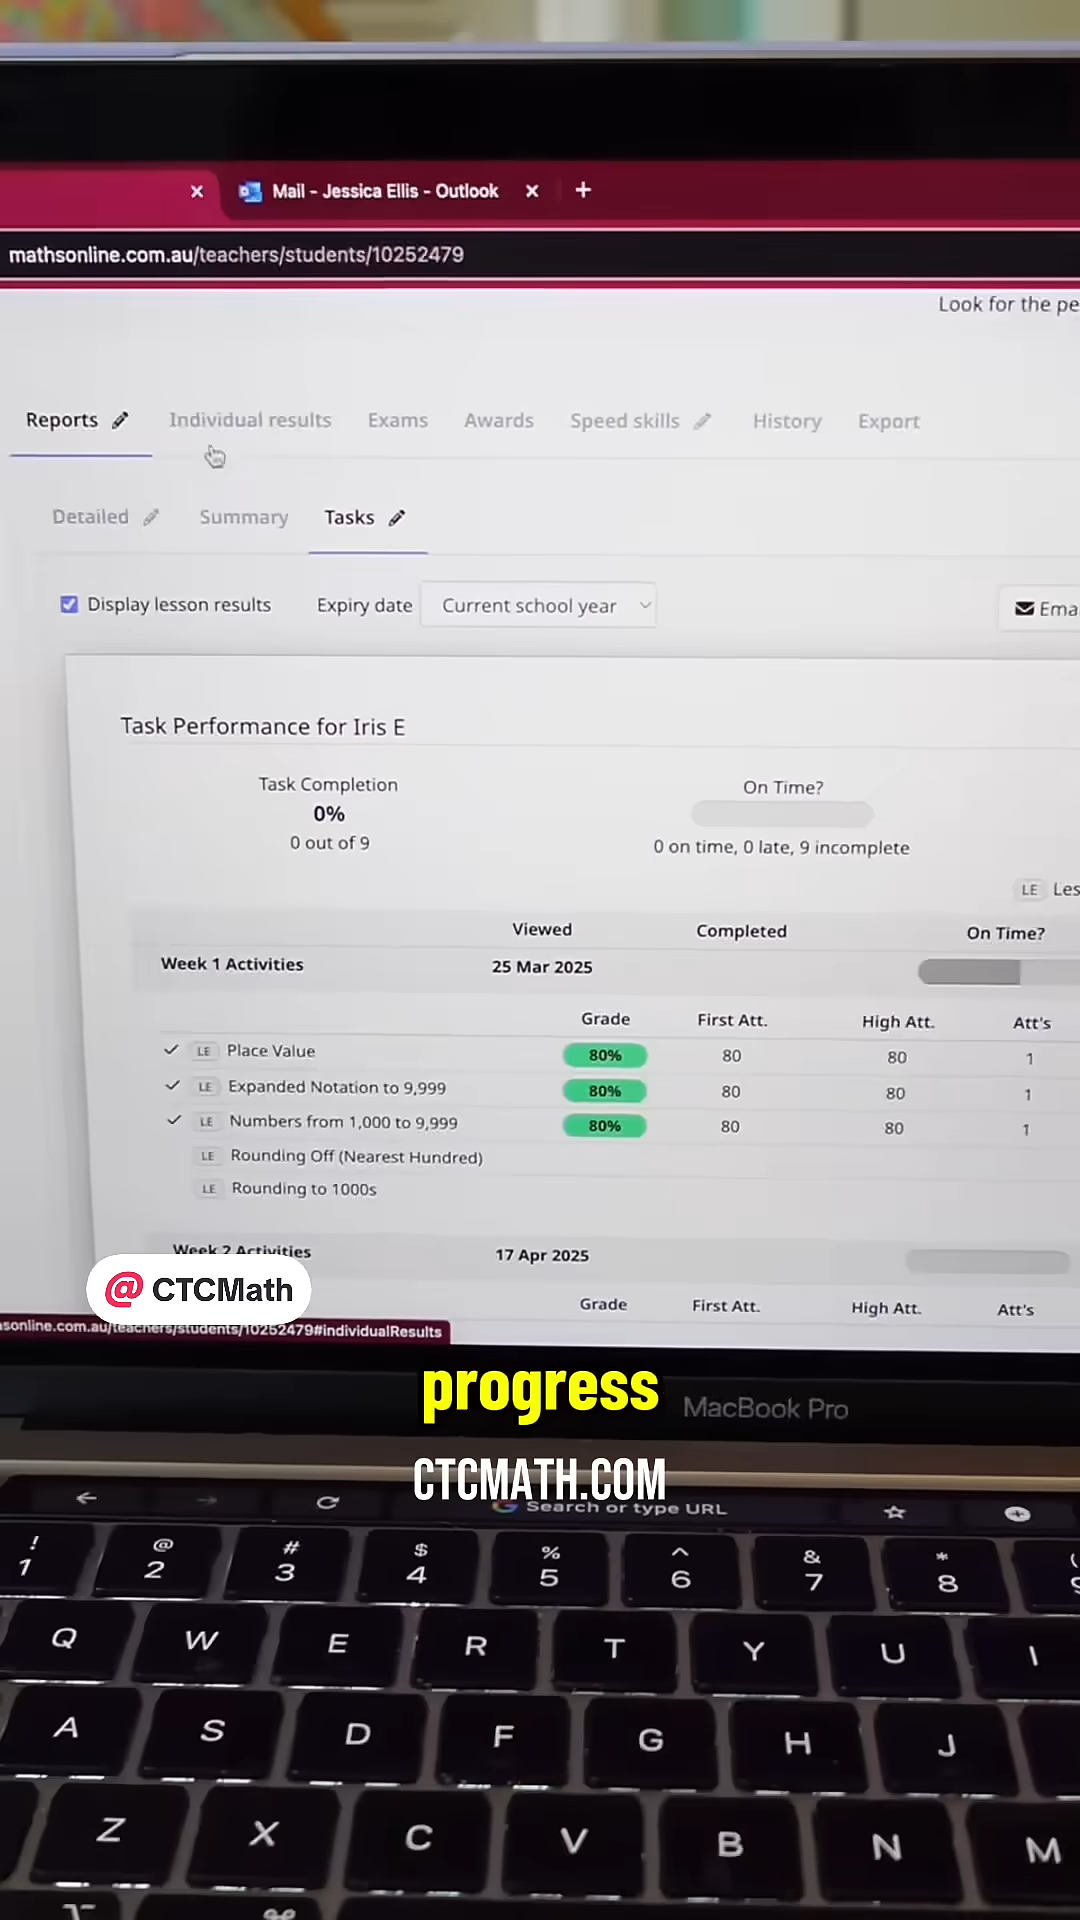 Mail - Jessica Ellis - Outlook
mathsonline.com.au/teachers/students/10252479
Look for the pe
Reports Individual results Exams Awards Speed skills History Export
Detailed Summary Tasks
Display lesson results Expiry date Current school year Emai
Task Performance for Iris E
Task Completion On Time?
0%
0 out of 9 0 on time, 0 late, 9 incomplete
LE Les
Viewed Completed On Time?
Week 1 Activities 25 Mar 2025
Grade First Att. High Att. Att's
LE Place Value 80% 80 80 1
LE Expanded Notation to 9,999 80% 80 80 1
LE Numbers from 1,000 to 9,999 80% 80 80 1
LE Rounding Off (Nearest Hundred)
LE Rounding to 1000s
Week 2 Activities 17 Apr 2025
@ CTCMath
Grade First Att. High Att. Att's
sonline.com.au/teachers/students/10252479#individualResults
progress
MacBook Pro
CTCMATH.COM
Search or type URL
! @ # $ % ^ & * (
1 2 3 4 5 6 7 8 9
Q W E R T Y U I
A S D F G H J
Z X C V B N M